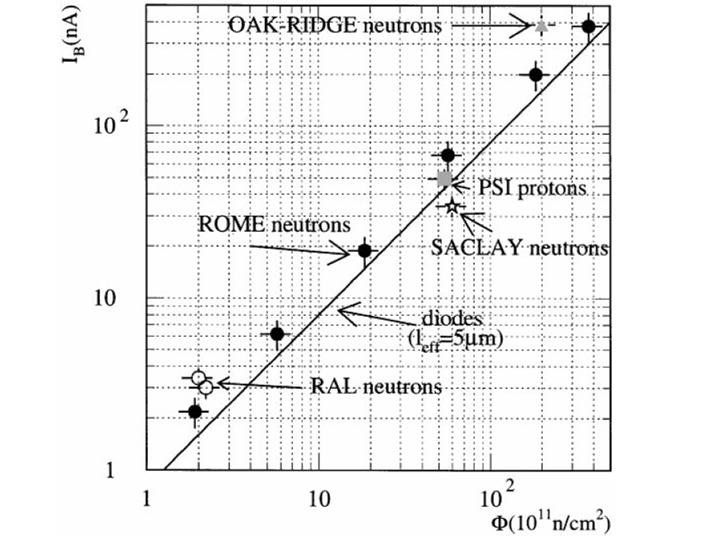 I_B(nA)
OAK-RIDGE neutrons
10^2
PSI protons
ROME neutrons
SACLAY neutrons
10
diodes
(l_eff=5μm)
RAL neutrons
1
1 10 10^2
Φ(10^11n/cm^2)